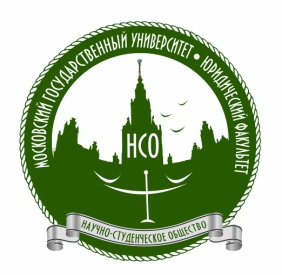 МОСКОВСКИЙ ГОСУДАРСТВЕННЫЙ УНИВЕРСИТЕТ • ЮРИДИЧЕСКИЙ ФАКУЛЬТЕТ
НСО
НАУЧНО-СТУДЕНЧЕСКОЕ ОБЩЕСТВО